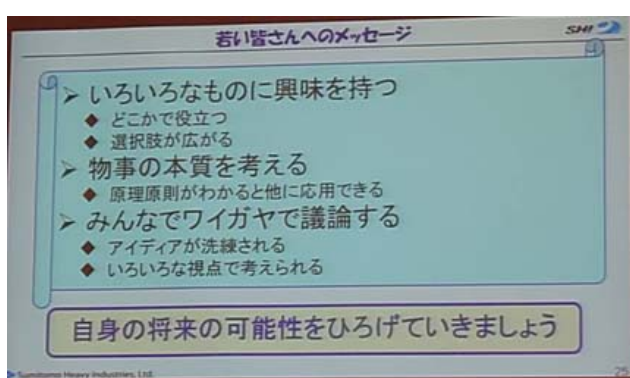 若い皆さんへのメッセージ
SHI
➢ いろいろなものに興味を持つ
◆ どこかで役立つ
◆ 選択肢が広がる
➢ 物事の本質を考える
◆ 原理原則がわかると他に応用できる
➢ みんなでワイガヤで議論する
◆ アイディアが洗練される
◆ いろいろな視点で考えられる
自身の将来の可能性をひろげていきましょう
Sumitomo Heavy Industries, Ltd.
25